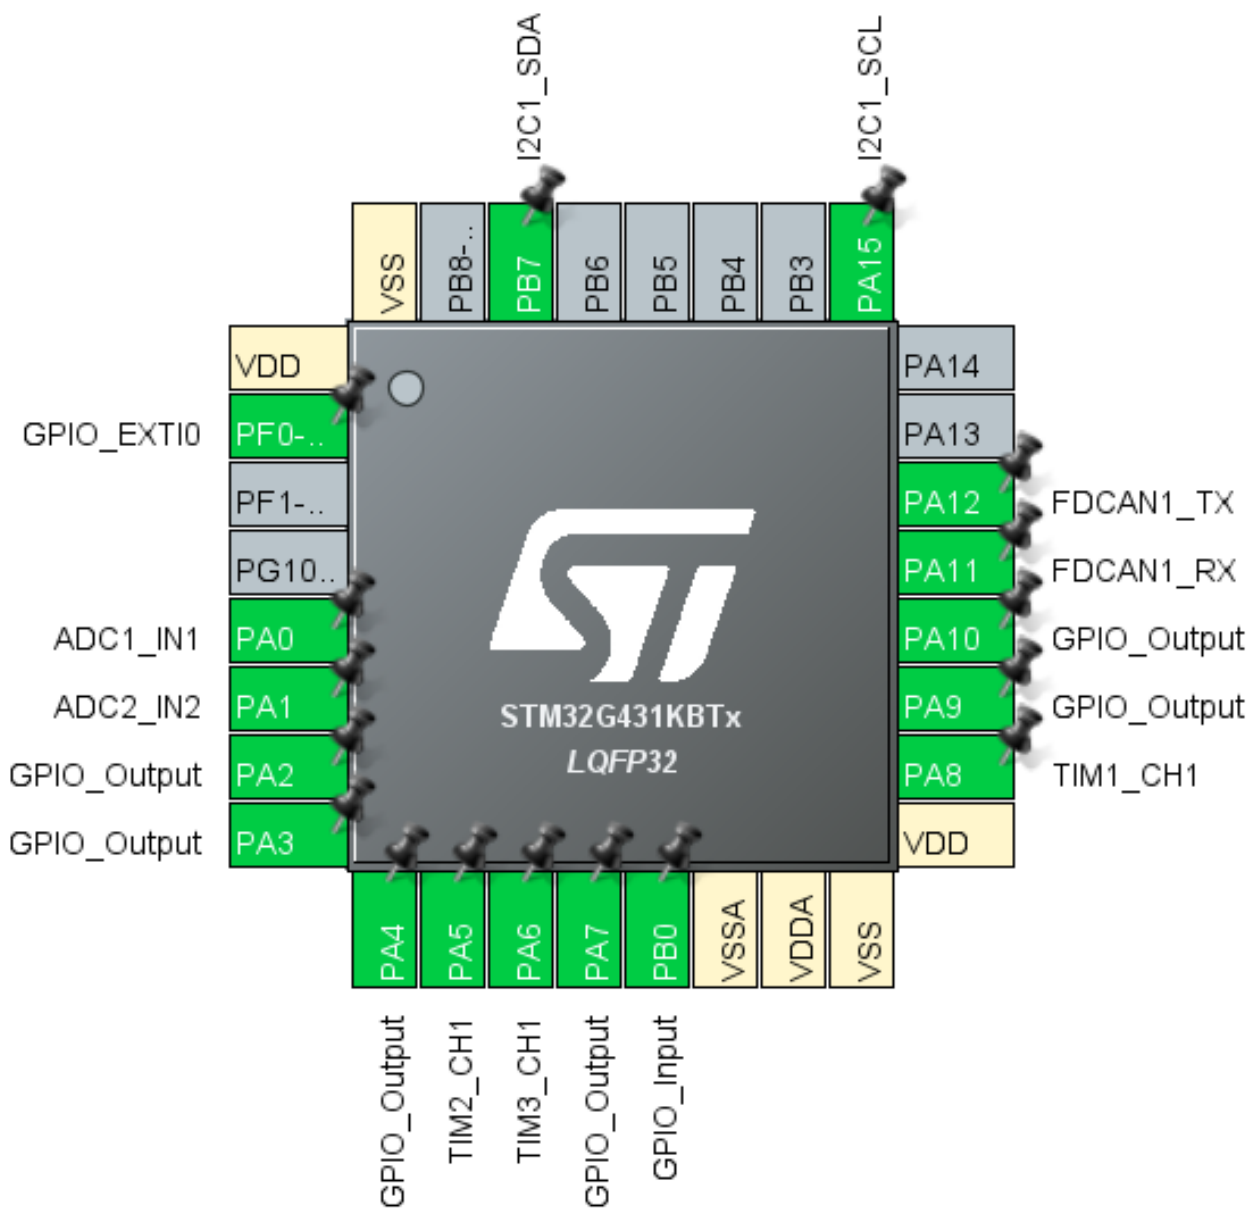 I2C1_SDA
I2C1_SCL
VSS
PB8-..
PB7
PB6
PB5
PB4
PB3
PA15
VDD
GPIO_EXTI0 PF0-..
PF1-..
PG10..
ADC1_IN1 PA0
ADC2_IN2 PA1
GPIO_Output PA2
GPIO_Output PA3
ST
STM32G431KBTx
LQFP32
PA14
PA13
PA12 FDCAN1_TX
PA11 FDCAN1_RX
PA10 GPIO_Output
PA9 GPIO_Output
PA8 TIM1_CH1
VDD
PA4
PA5
PA6
PA7
PB0
VSSA
VDDA
VSS
GPIO_Output
TIM2_CH1
TIM3_CH1
GPIO_Output
GPIO_Input